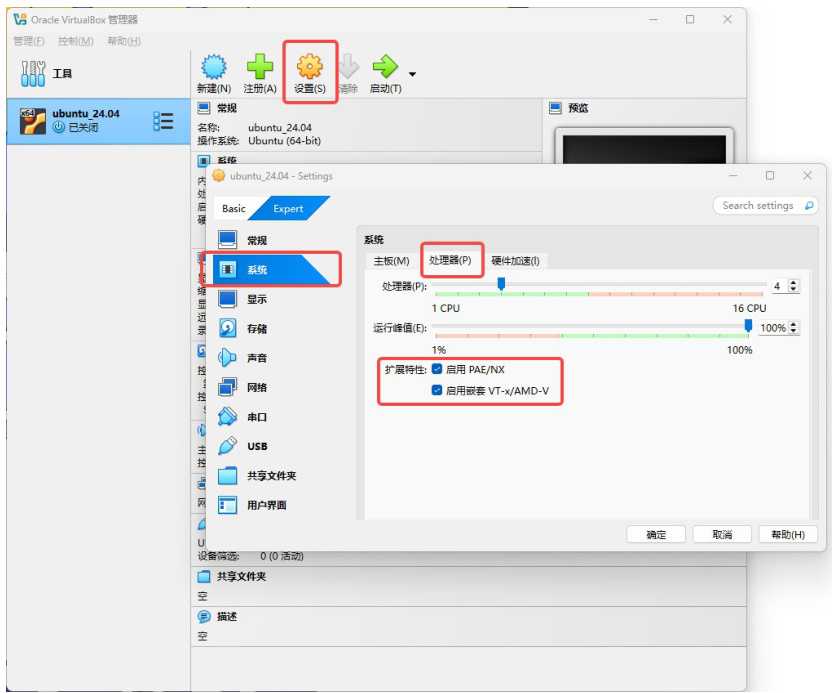 Oracle VirtualBox 管理器
管理(F) 控制(M) 帮助(H)
工具
新建(N) 注册(A) 设置(S) 清除 启动(T)
x64
ubuntu_24.04
已关闭
常规
名称: ubuntu_24.04
操作系统: Ubuntu (64-bit)
预览
系统
内
处
启
硬
ubuntu_24.04 - Settings
Basic Expert
Search settings
常规
系统
显示
存储
声音
网络
串口
USB
共享文件夹
用户界面
系统
主板(M) 处理器(P) 硬件加速(I)
处理器(P): 4
1 CPU 16 CPU
运行峰值(E): 100%
1% 100%
扩展特性: 启用 PAE/NX
启用嵌套 VT-x/AMD-V
确定 取消 帮助(H)
设备筛选: 0 (0 活动)
共享文件夹
空
描述
空